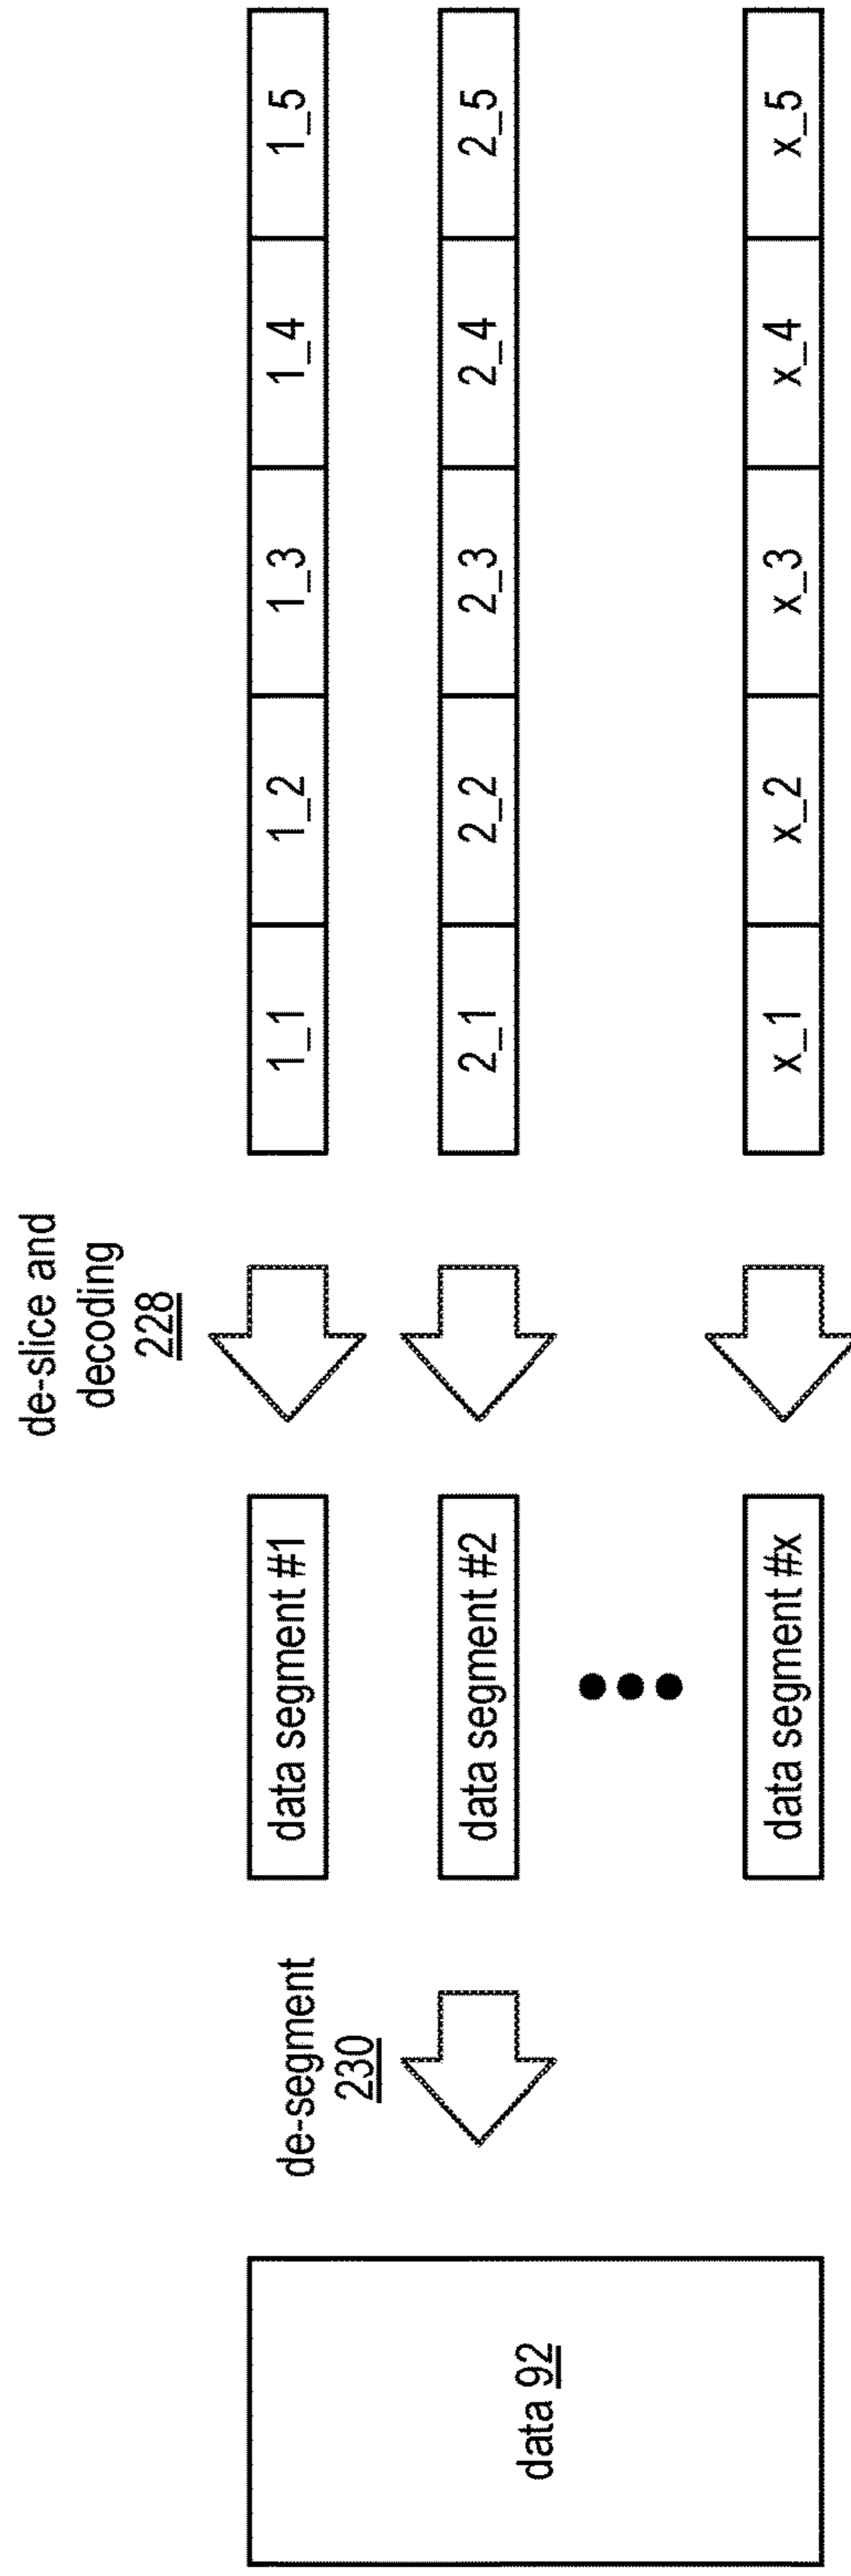 de-slice and
decoding
228
de-segment
230
data 92
data segment #1
1_1
1_2
1_3
1_4
1_5
data segment #2
2_1
2_2
2_3
2_4
2_5
data segment #x
x_1
x_2
x_3
x_4
x_5